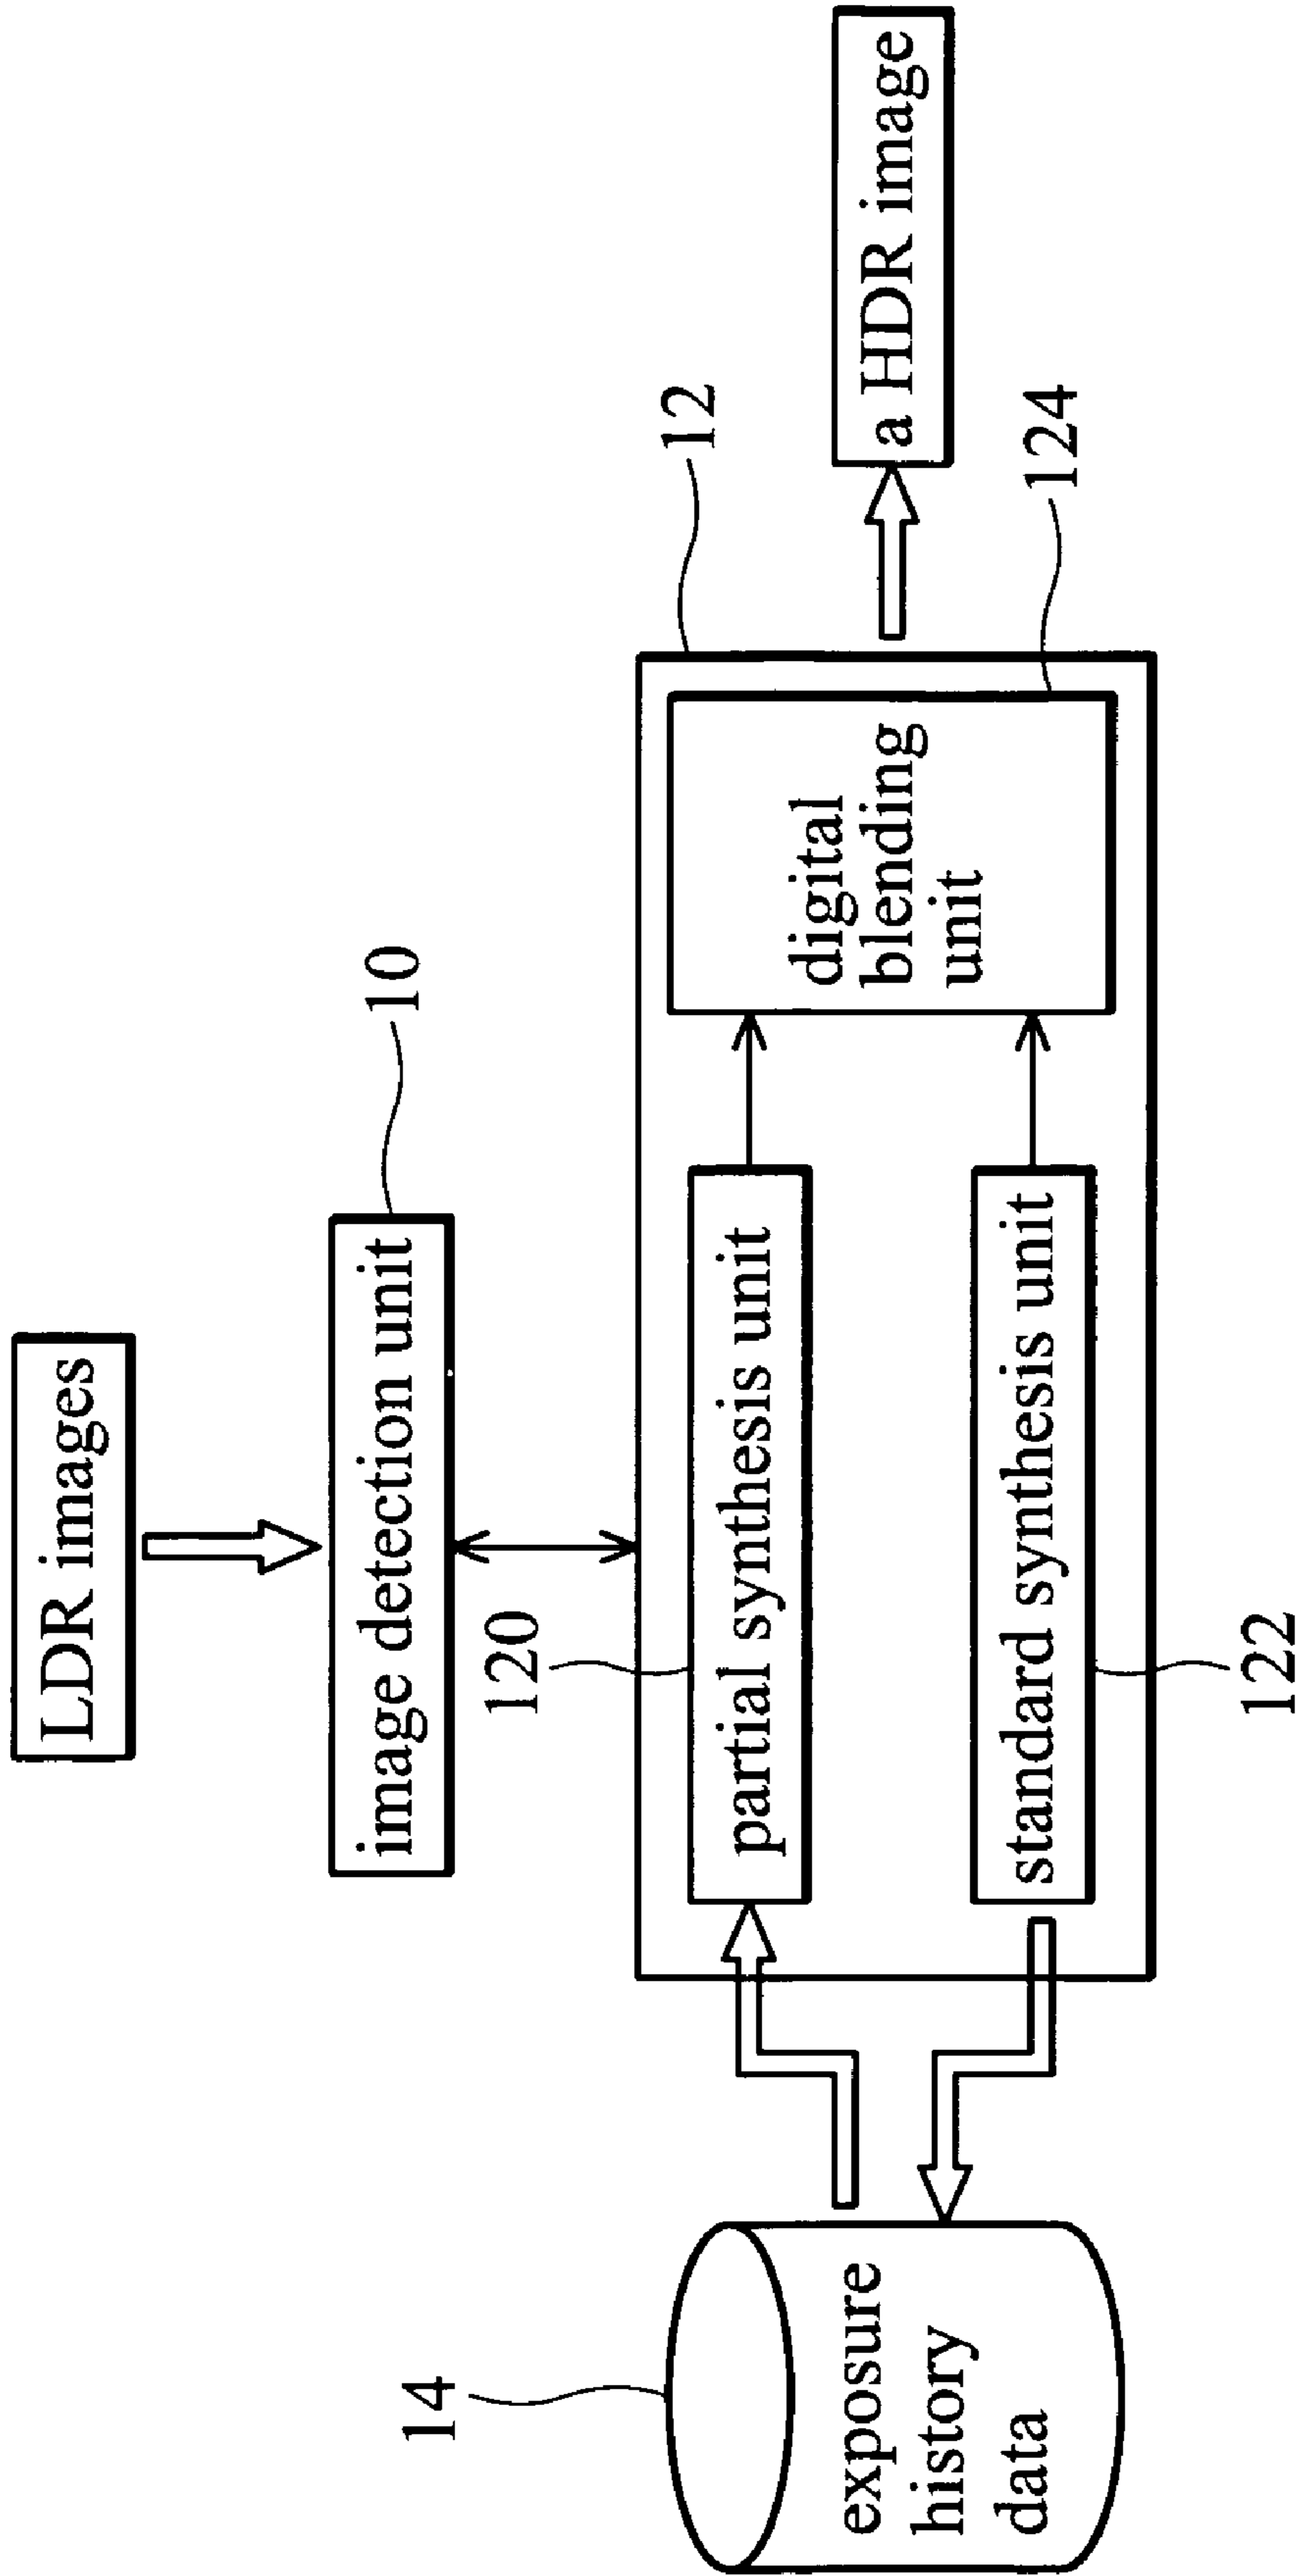 LDR images
10
image detection unit
12
120
partial synthesis unit
digital
blending
unit
a HDR image
124
standard synthesis unit
122
14
exposure
history
data